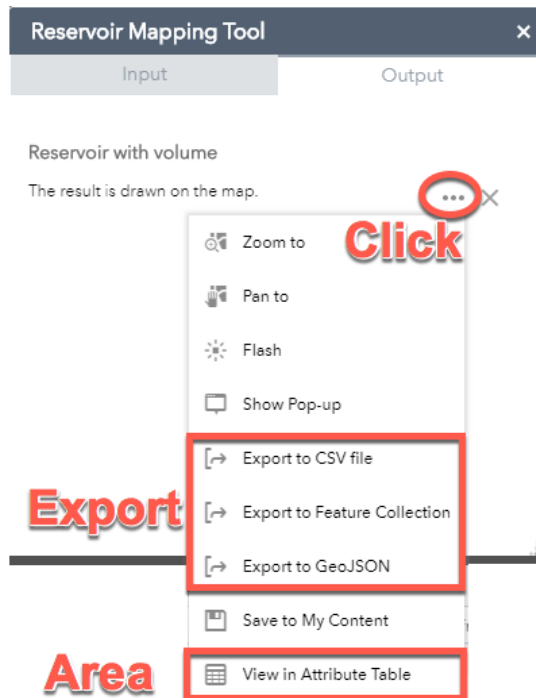 Reservoir Mapping Tool
Input
Output
Reservoir with volume
The result is drawn on the map.
Click
Zoom to
Pan to
Flash
Show Pop-up
Export to CSV file
Export
Export to Feature Collection
Export to GeoJSON
Save to My Content
Area
View in Attribute Table